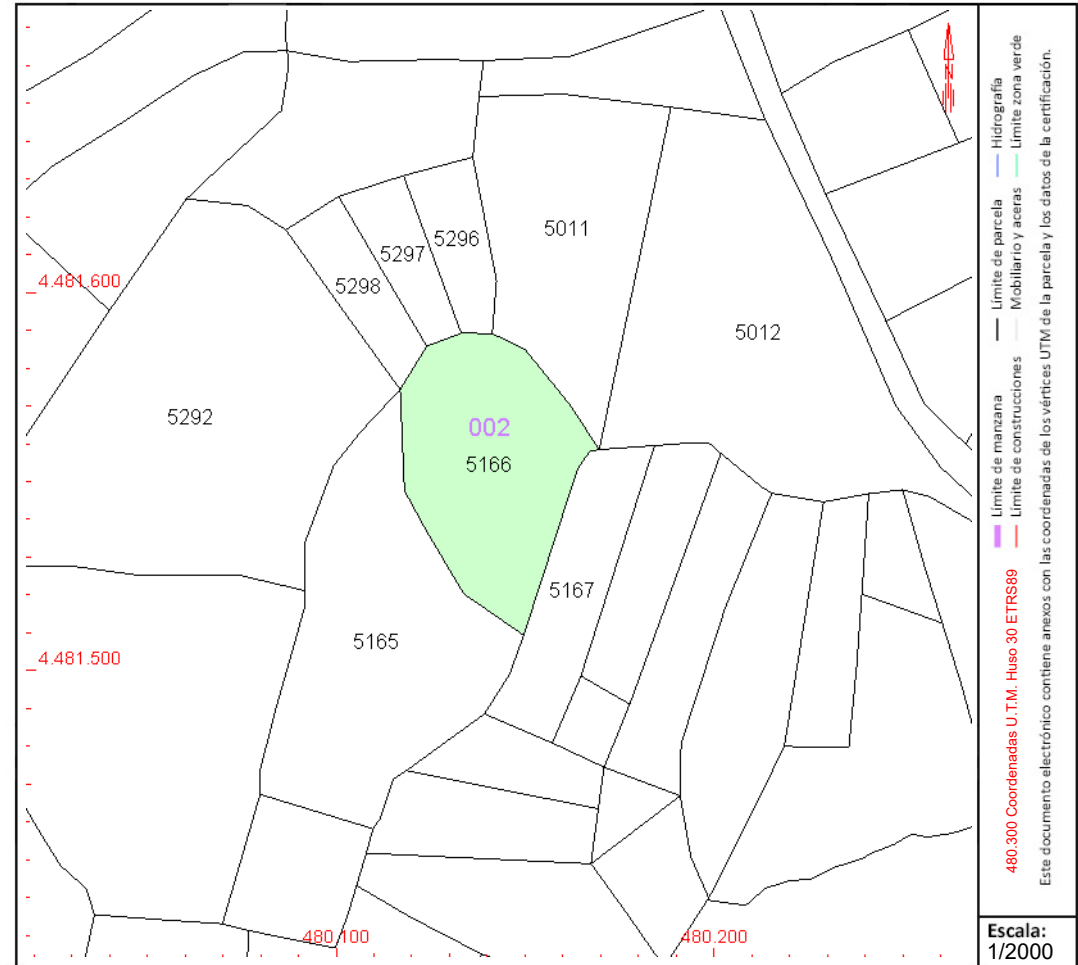 5011
5296
5297
4.481.600
5298
5012
5292
002
5166
5167
5165
4.481.500
480.100
480.200
N
480.300 Coordenadas U.T.M. Huso 30 ETRS89
Límite de manzana
Límite de parcela
Hidrografía
Límite de construcciones
Mobiliario y aceras
Límite zona verde
Este documento electrónico contiene anexos con las coordenadas de los vértices UTM de la parcela y los datos de la certificación.
Escala:
1/2000